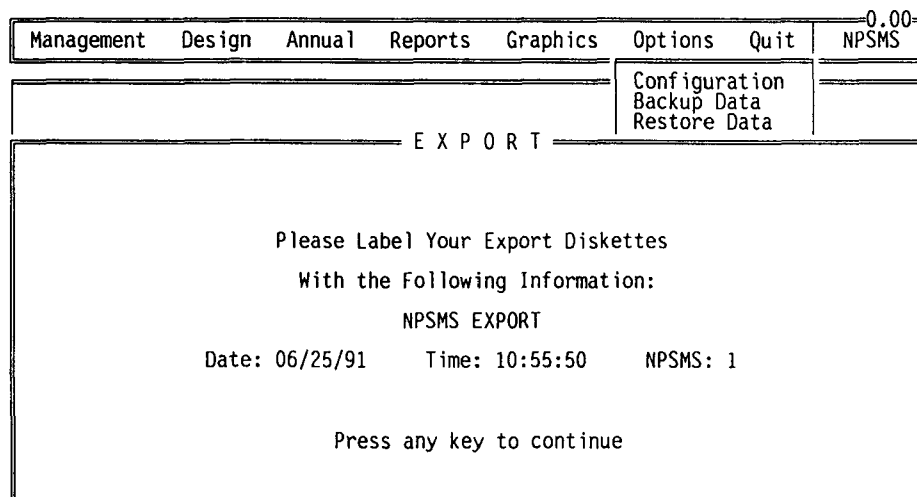 0.00
Management Design Annual Reports Graphics Options Quit NPSMS
Configuration
Backup Data
Restore Data
E X P O R T
Please Label Your Export Diskettes
With the Following Information:
NPSMS EXPORT
Date: 06/25/91 Time: 10:55:50 NPSMS: 1
Press any key to continue